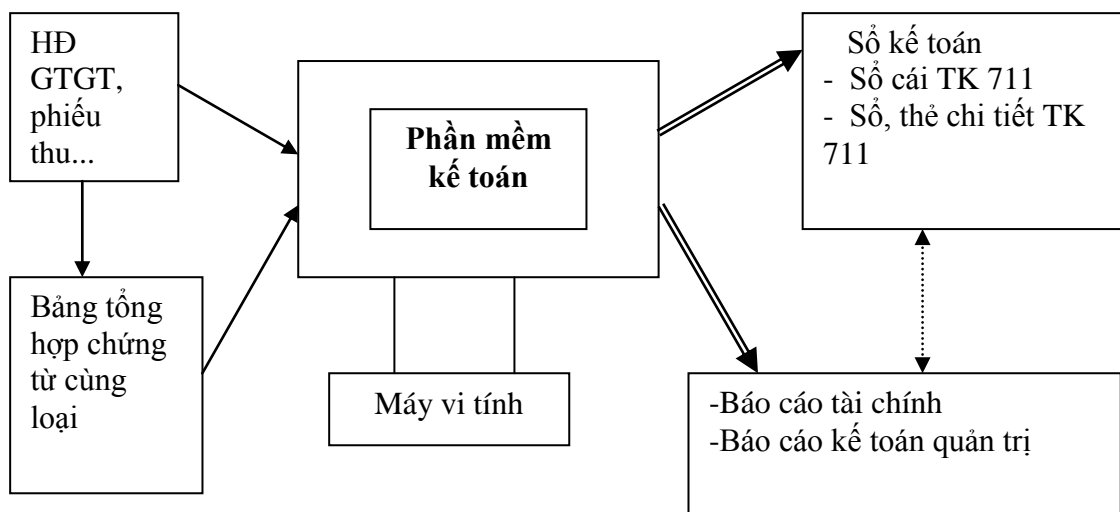 HĐ
GTGT,
phiếu
thu...
Bảng tổng
hợp chứng
từ cùng
loại
Phần mềm
kế toán
Máy vi tính
Sổ kế toán
- Sổ cái TK 711
- Sổ, thẻ chi tiết TK
711
-Báo cáo tài chính
-Báo cáo kế toán quản trị